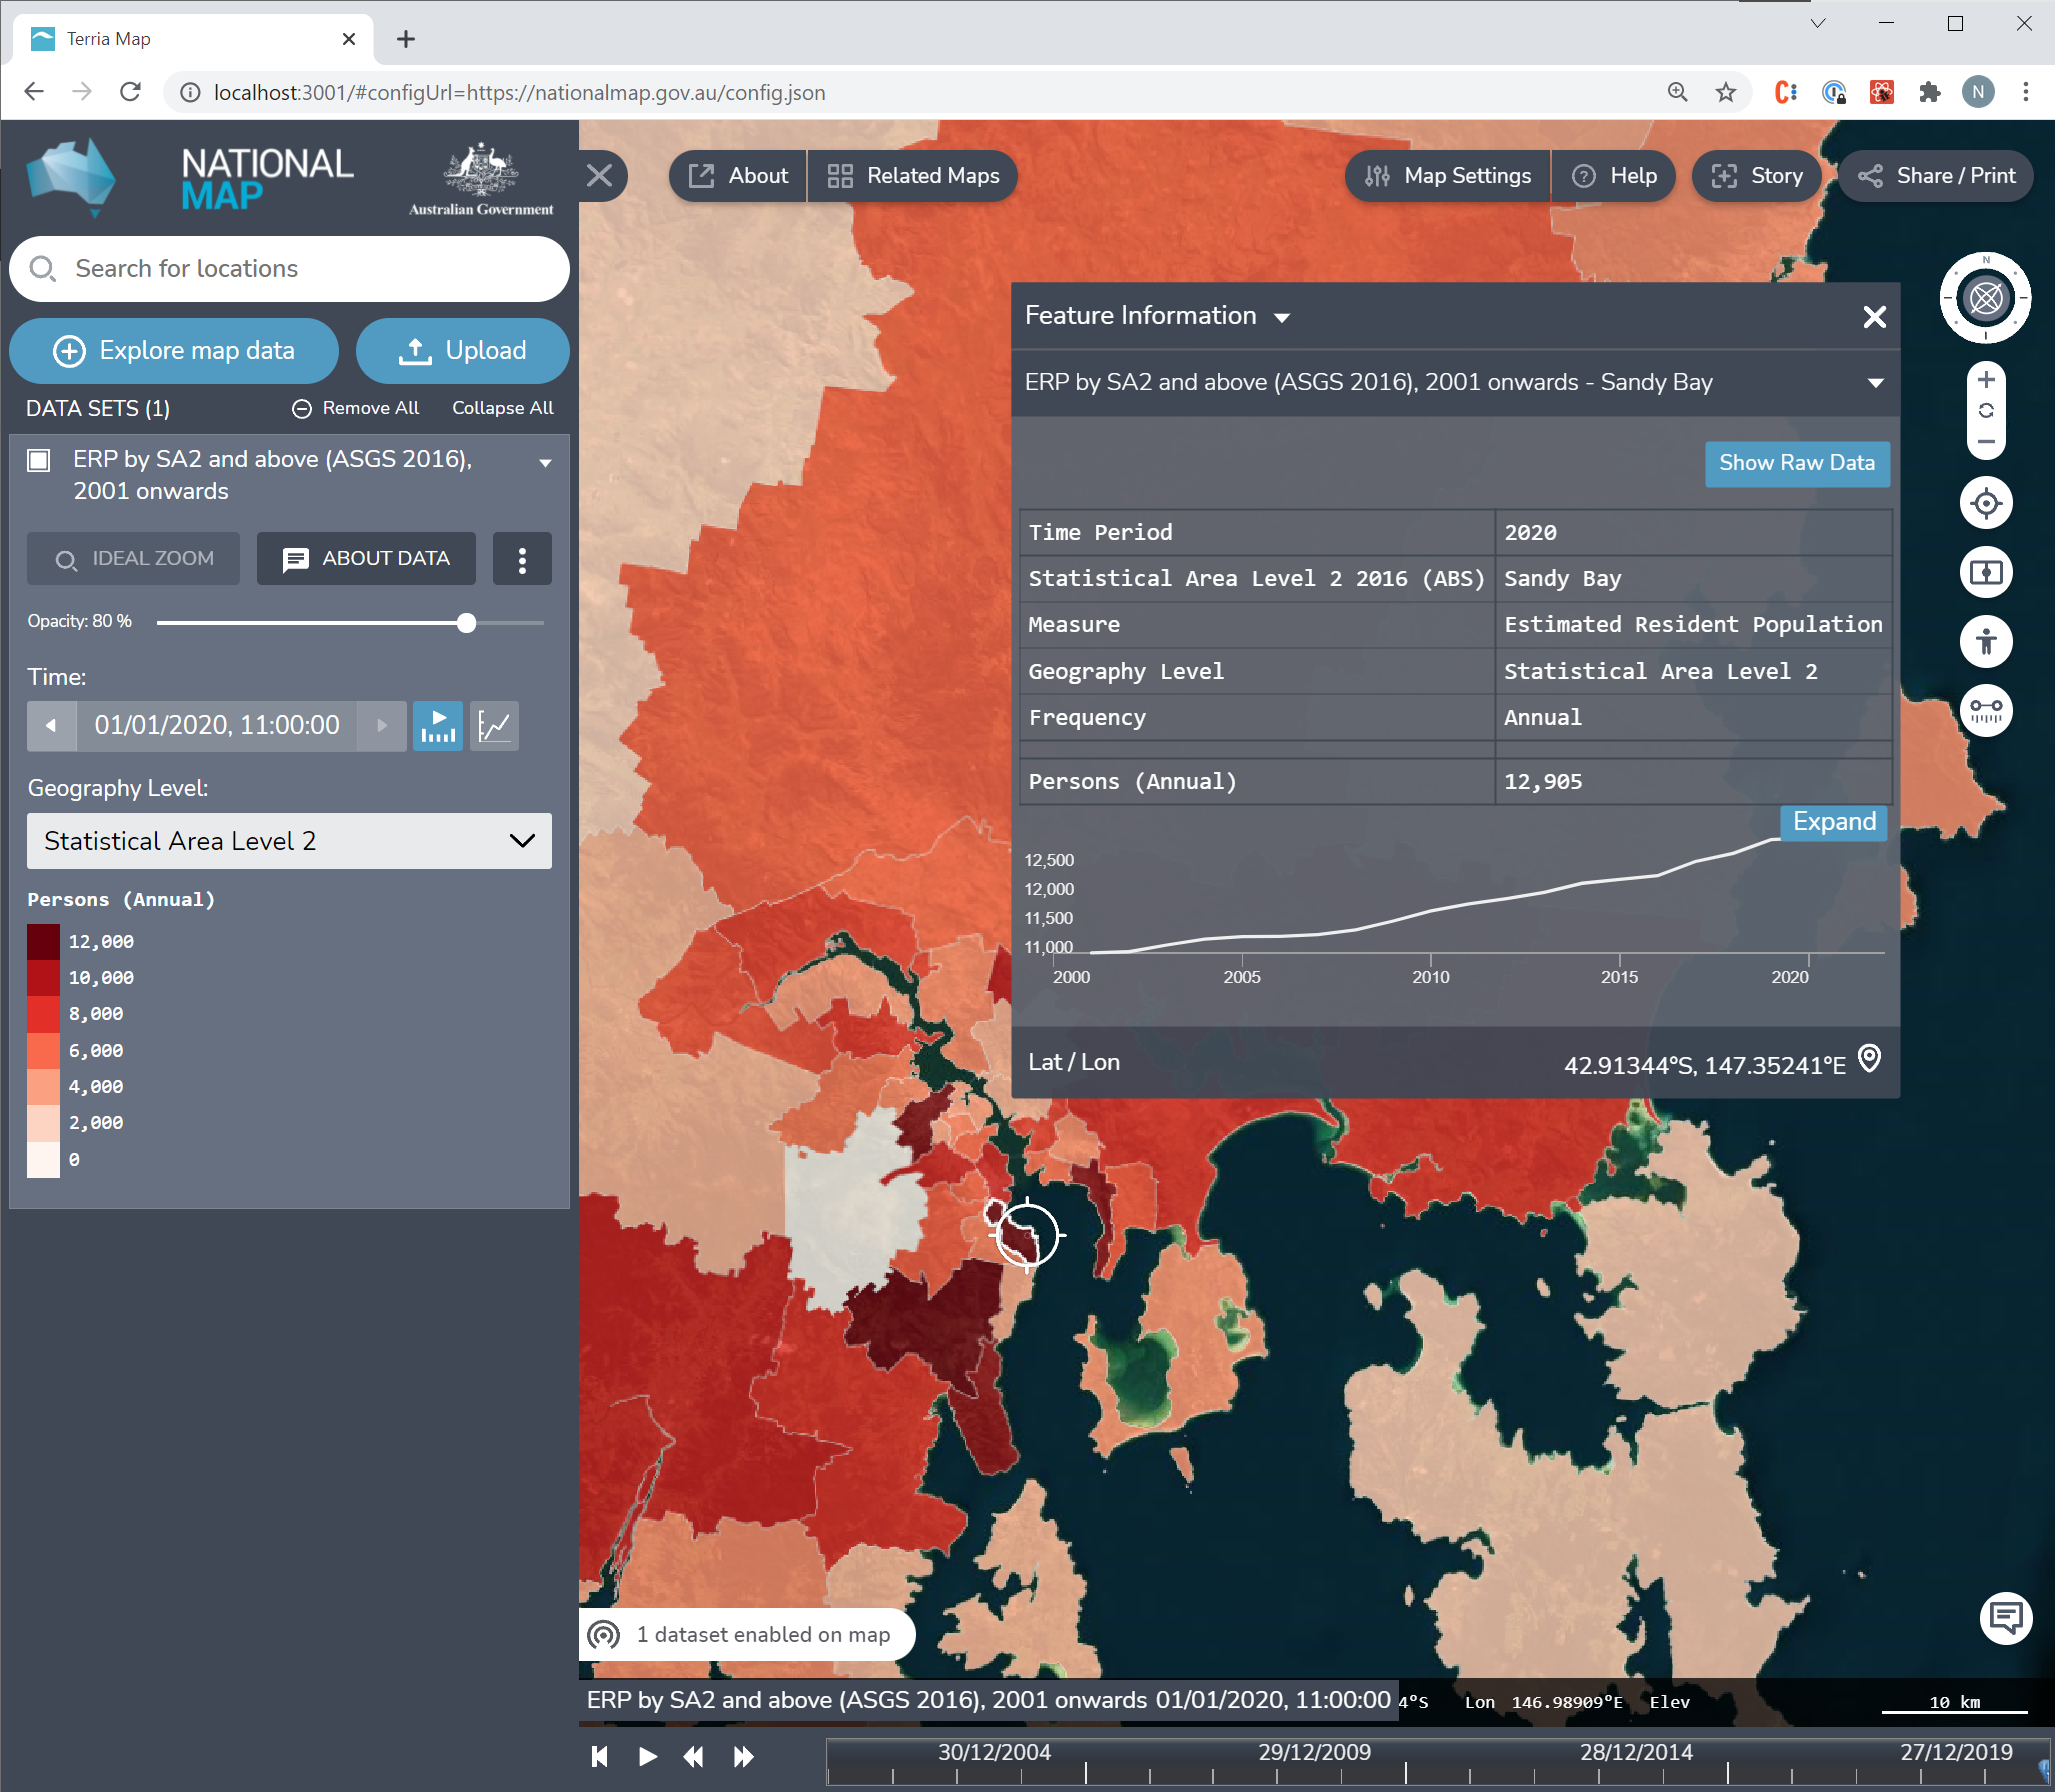 Terria Map
localhost:3001/#configUrl=https://nationalmap.gov.au/config.json
N
NATIONAL
MAP
Australian Government
About
Related Maps
Map Settings
Help
Story
Share / Print
Search for locations
Explore map data
Upload
DATA SETS (1)
Remove All
Collapse All
ERP by SA2 and above (ASGS 2016),
2001 onwards
IDEAL ZOOM
ABOUT DATA
Opacity: 80 %
Time:
01/01/2020, 11:00:00
Geography Level:
Statistical Area Level 2
Persons (Annual)
12,000
10,000
8,000
6,000
4,000
2,000
0
Feature Information
ERP by SA2 and above (ASGS 2016), 2001 onwards - Sandy Bay
Show Raw Data
Time Period 2020
Statistical Area Level 2 2016 (ABS) Sandy Bay
Measure Estimated Resident Population
Geography Level Statistical Area Level 2
Frequency Annual
Persons (Annual) 12,905
Expand
12,500
12,000
11,500
11,000
2000 2005 2010 2015 2020
Lat / Lon 42.91344°S, 147.35241°E
N
1 dataset enabled on map
ERP by SA2 and above (ASGS 2016), 2001 onwards 01/01/2020, 11:00:00
4°S Lon 146.98909°E Elev
10 km
30/12/2004 29/12/2009 28/12/2014 27/12/2019